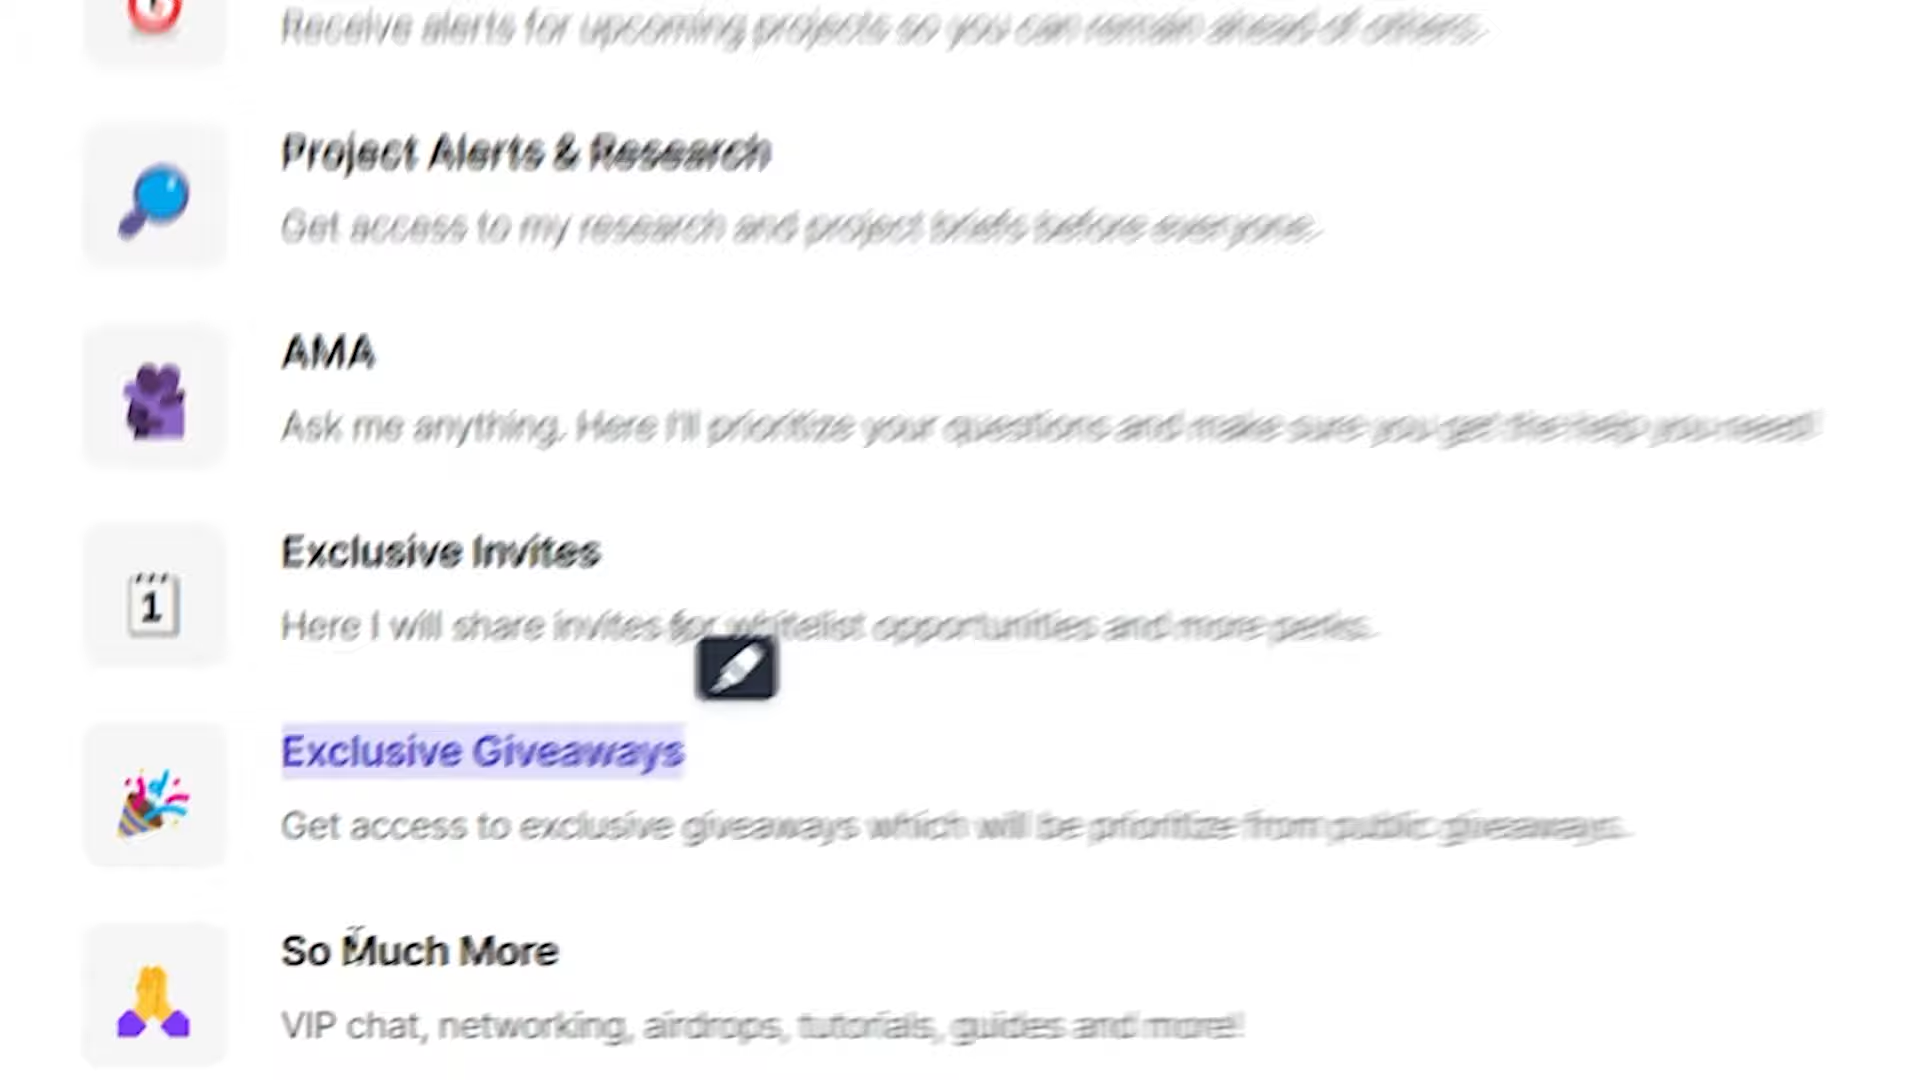 Receive alerts for upcoming projects so you can remain ahead of others.
Project Alerts & Research
Get access to my research and project briefs before everyone.
AMA
Ask me anything. Here I'll prioritize your questions and make sure you get the help you need!
Exclusive Invites
1
Here I will share invites for whitelist opportunities and more perks.
Exclusive Giveaways
Get access to exclusive giveaways which will be prioritize from public giveaways.
So Much More
VIP chat, networking, airdrops, tutorials, guides and more!